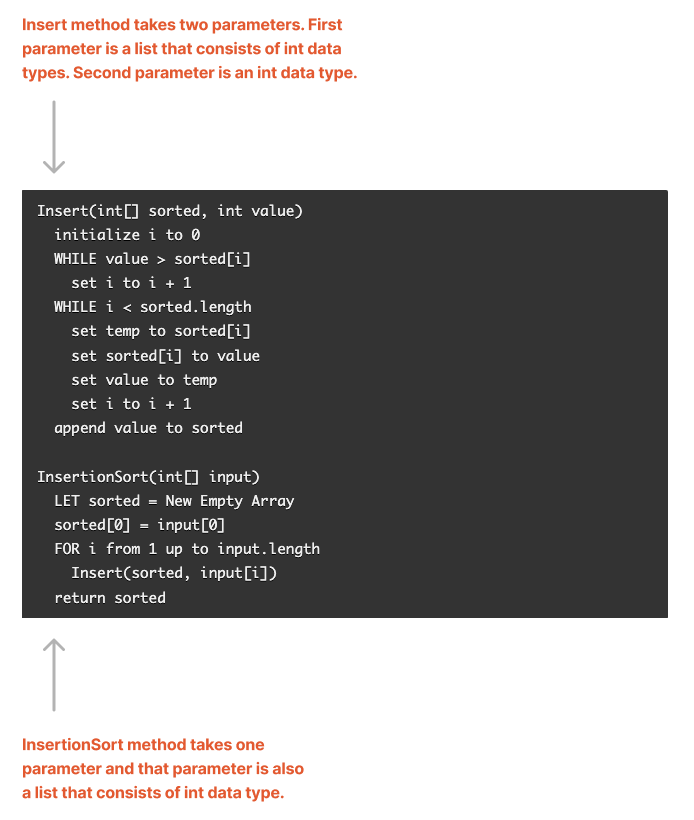 Insert method takes two parameters. First
parameter is a list that consists of int data
types. Second parameter is an int data type.
Insert(int[] sorted, int value)
initialize i to 0
WHILE value > sorted[i]
set i to i + 1
WHILE i < sorted.length
set temp to sorted[i]
set sorted[i] to value
set value to temp
set i to i + 1
append value to sorted
InsertionSort(int[] input)
LET sorted = New Empty Array
sorted[0] = input[0]
FOR i from 1 up to input.length
Insert(sorted, input[i])
return sorted
InsertionSort method takes one
parameter and that parameter is also
a list that consists of int data type.